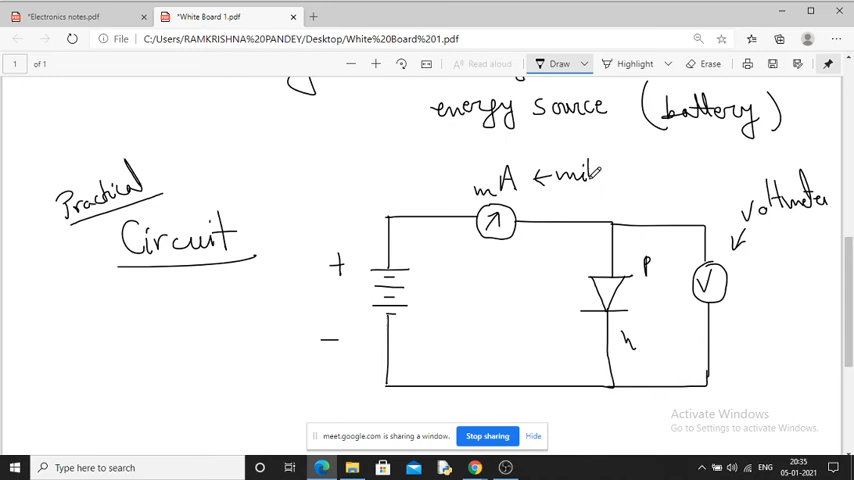 *Electronics notes.pdf
*White Board 1.pdf
File
C:/Users/RAMKRISHNA%20PANDEY/Desktop/White%20Board%201.pdf
1 of 1
Read aloud
Draw
Highlight
Erase
energy source (battery)
Practical
Circuit
mA ← mil
voltmeter
+
P
V
−
n
Activate Windows
Go to Settings to activate Windows.
meet.google.com is sharing a window.
Stop sharing
Hide
Type here to search
ENG
20:35
05-01-2021